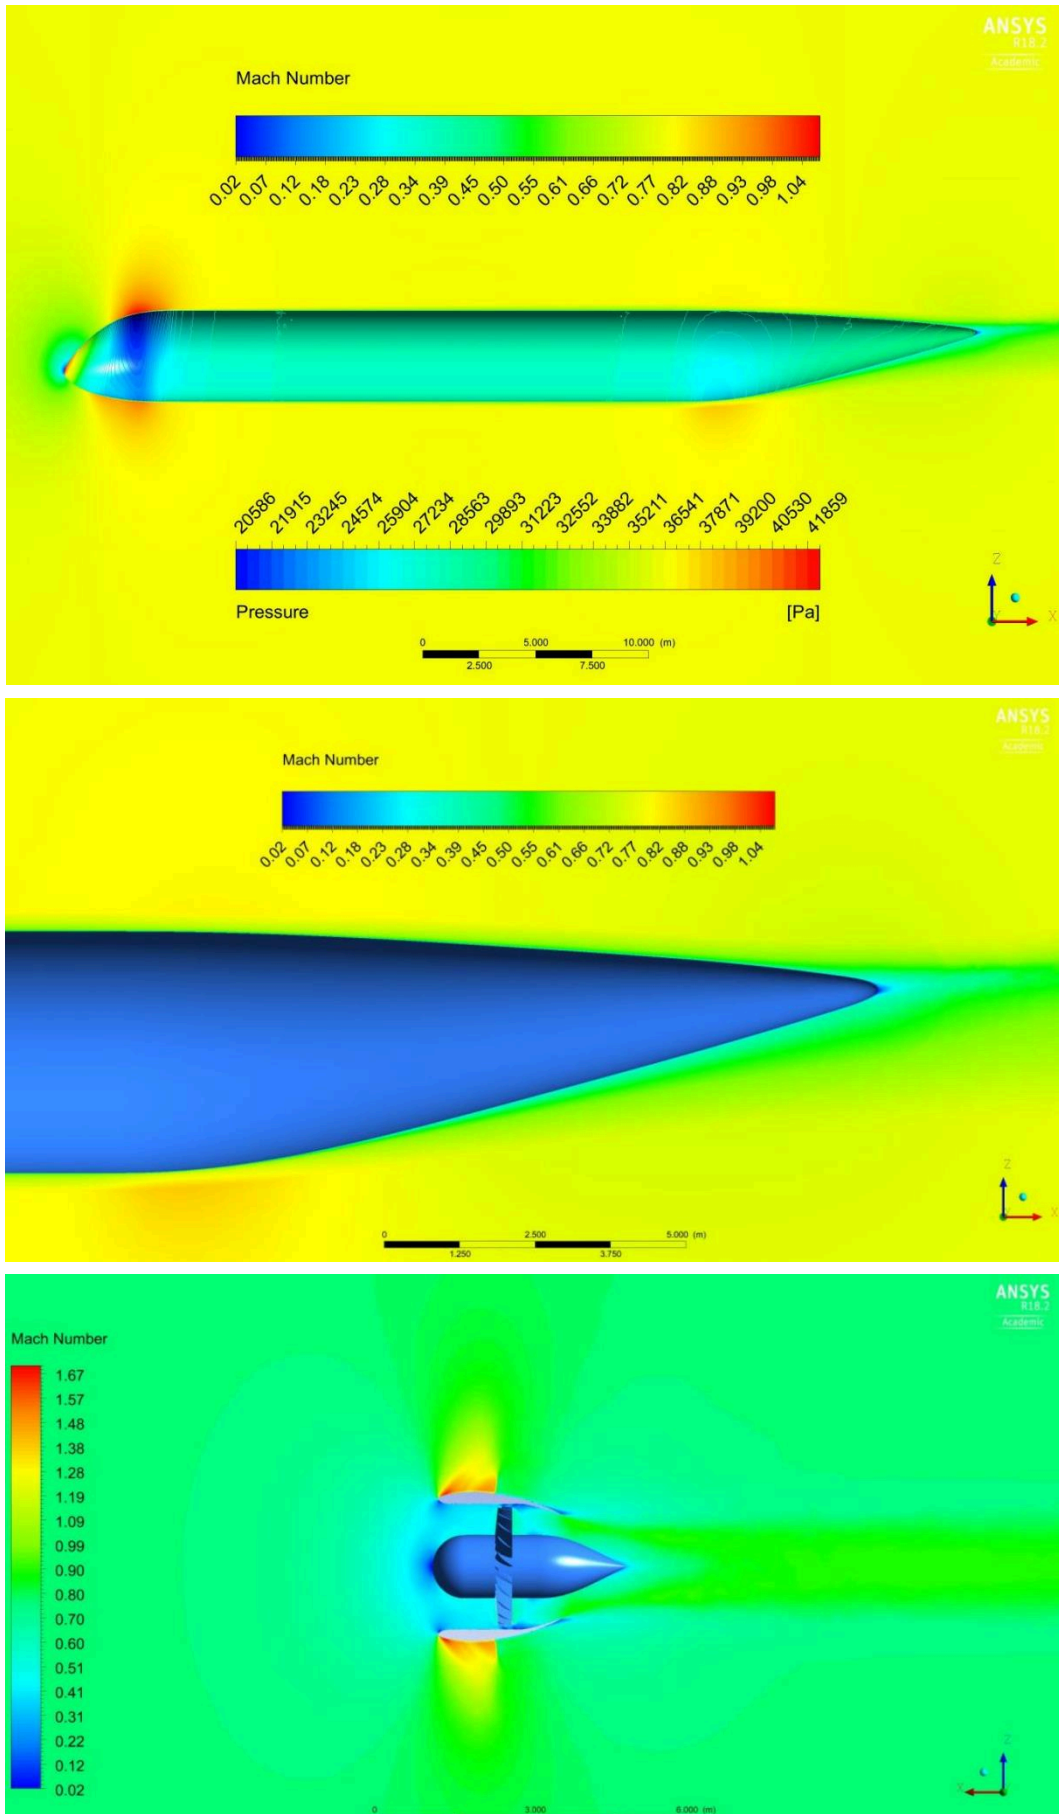 ANSYS
R18.2
Academic
Mach Number
0.02 0.07 0.12 0.18 0.23 0.28 0.34 0.39 0.45 0.50 0.55 0.61 0.66 0.72 0.77 0.82 0.88 0.93 0.98 1.04
20586 21915 23245 24574 25904 27234 28563 29893 31223 32552 33882 35211 36541 37871 39200 40530 41859
Pressure [Pa]
Z
X
0 5.000 10.000 (m)
2.500 7.500
ANSYS
R18.2
Academic
Mach Number
0.02 0.07 0.12 0.18 0.23 0.28 0.34 0.39 0.45 0.50 0.55 0.61 0.66 0.72 0.77 0.82 0.88 0.93 0.98 1.04
Z
X
0 2.500 5.000 (m)
1.250 3.750
ANSYS
R18.2
Academic
Mach Number
1.67
1.57
1.48
1.38
1.28
1.19
1.09
0.99
0.90
0.80
0.70
0.60
0.51
0.41
0.31
0.22
0.12
0.02
Z
X
0 3.000 6.000 (m)